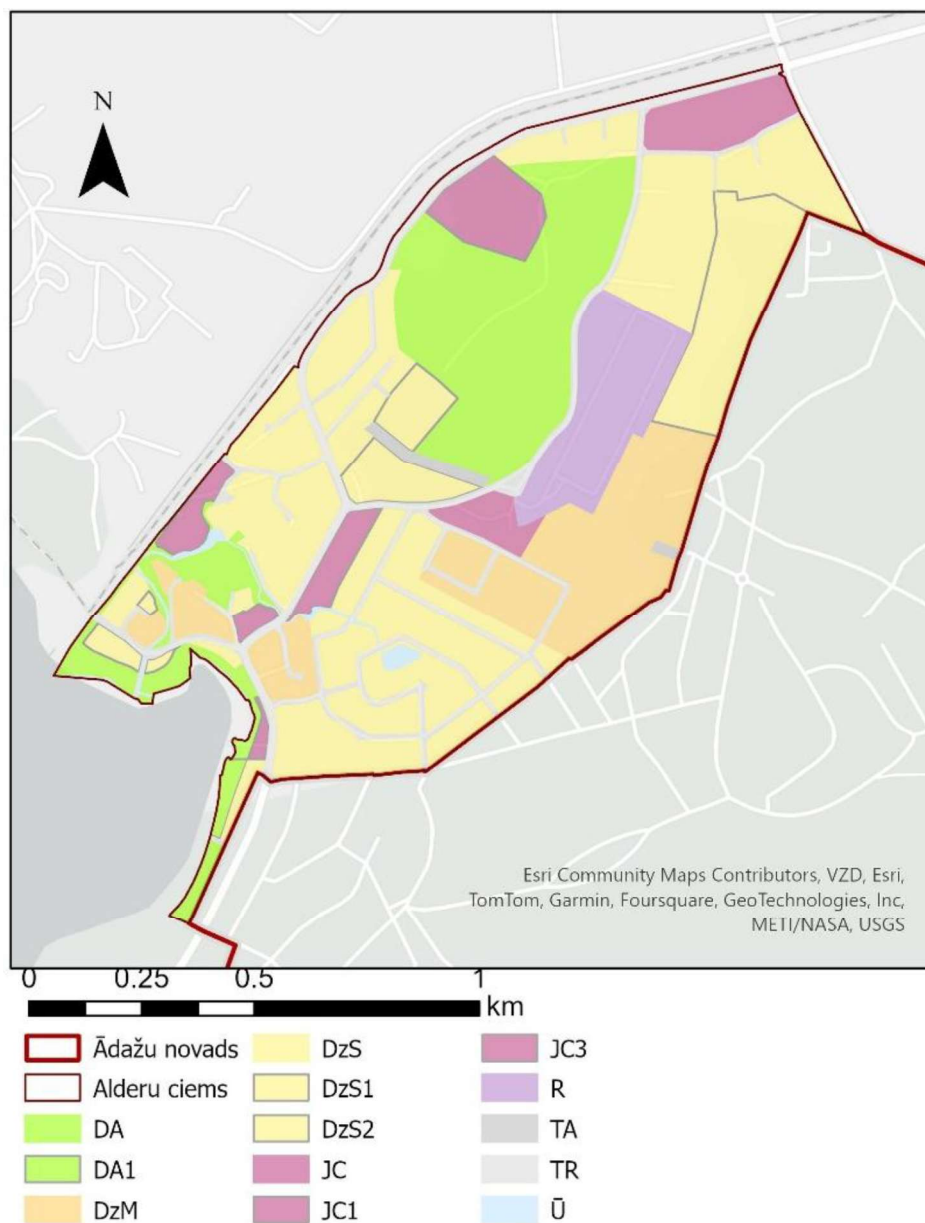 N
Esri Community Maps Contributors, VZD, Esri,
TomTom, Garmin, Foursquare, GeoTechnologies, Inc,
METI/NASA, USGS
0 0.25 0.5 1
km
Ādažu novads
Alderu ciems
DA
DA1
DzM
DzS
DzS1
DzS2
JC
JC1
JC3
R
TA
TR
Ū